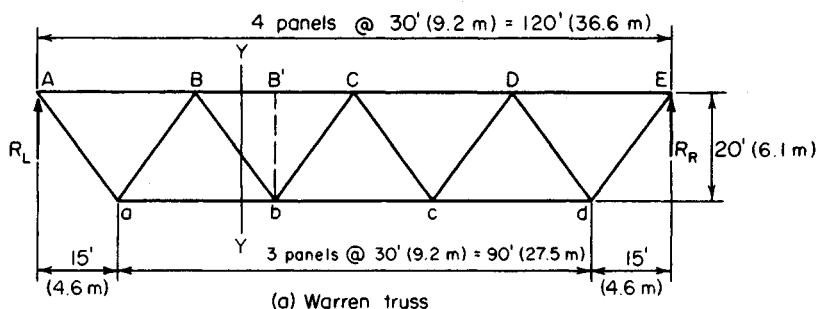 4 panels @ 30' (9.2 m) = 120' (36.6 m)
Y
A B B' C D E
R_L R_R 20' (6.1 m)
a b c d
Y
15' 3 panels @ 30' (9.2 m) = 90' (27.5 m) 15'
(4.6 m) (4.6 m)
(a) Warren truss